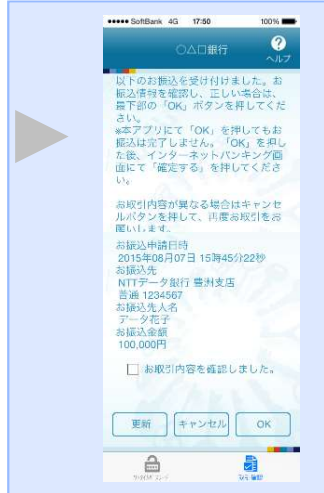 SoftBank 4G 17:50 100%
○△□銀行
?
ヘルプ
以下のお振込を受け付けました。お
振込情報を確認し、正しい場合は、
最下部の「OK」ボタンを押してくだ
さい。
※本アプリにて「OK」を押してもお
振込は完了しません。「OK」を押し
た後、インターネットバンキング画
面にて「確定する」を押してくださ
い。
お取引内容が異なる場合はキャンセ
ルボタンを押して、再度お取引をお
願いします。
お振込申請日時
2015年08月07日 15時45分22秒
お振込先
NTTデータ銀行 豊洲支店
普通 1234567
お振込先人名
データ花子
お振込金額
100,000円
お取引内容を確認しました。
更新 キャンセル OK
取引確認